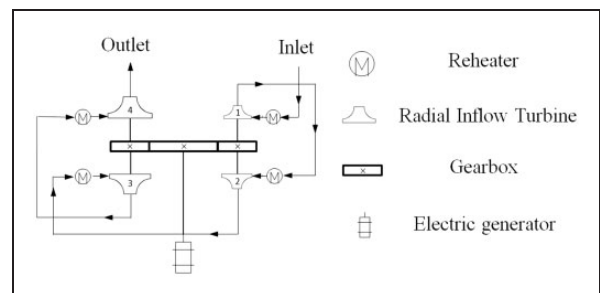 Outlet
Inlet
Reheater
Radial Inflow Turbine
Gearbox
Electric generator
4
1
3
2
M
M
M
M
M
x
x
x
x